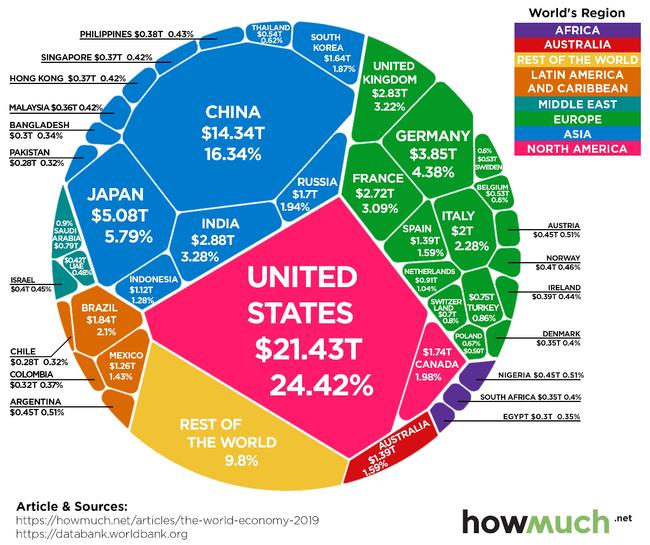 World's Region
AFRICA
AUSTRALIA
REST OF THE WORLD
LATIN AMERICA
AND CARIBBEAN
MIDDLE EAST
EUROPE
ASIA
NORTH AMERICA
PHILIPPINES $0.38T 0.43%
SINGAPORE $0.37T 0.42%
HONG KONG $0.37T 0.42%
MALAYSIA $0.36T 0.42%
BANGLADESH
$0.3T 0.34%
PAKISTAN
$0.28T 0.32%
THAILAND
$0.54T
0.62%
SOUTH
KOREA
$1.64T
1.87%
CHINA
$14.34T
16.34%
JAPAN
$5.08T
5.79%
INDIA
$2.88T
3.28%
RUSSIA
$1.7T
1.94%
INDONESIA
$1.12T
1.28%
0.9%
SAUDI
ARABIA
$0.79T
$0.42T
UAE
0.48%
ISRAEL
$0.4T 0.45%
UNITED
KINGDOM
$2.83T
3.22%
GERMANY
$3.85T
4.38%
FRANCE
$2.72T
3.09%
0.6%
$0.53T
SWEDEN
BELGIUM
$0.53T
0.6%
ITALY
$2T
2.28%
SPAIN
$1.39T
1.59%
NETHERLANDS
$0.91T
1.04%
SWITZER
LAND
$0.7T
0.8%
$0.75T
TURKEY
0.86%
POLAND
0.67%
$0.59T
AUSTRIA
$0.45T 0.51%
NORWAY
$0.4T 0.46%
IRELAND
$0.39T 0.44%
DENMARK
$0.35T 0.4%
UNITED
STATES
$21.43T
24.42%
$1.74T
CANADA
1.98%
BRAZIL
$1.84T
2.1%
MEXICO
$1.26T
1.43%
CHILE
$0.28T 0.32%
COLOMBIA
$0.32T 0.37%
ARGENTINA
$0.45T 0.51%
REST OF
THE WORLD
9.8%
AUSTRALIA
$1.39T
1.59%
NIGERIA $0.45T 0.51%
SOUTH AFRICA $0.35T 0.4%
EGYPT $0.3T 0.35%
Article & Sources:
https://howmuch.net/articles/the-world-economy-2019
https://databank.worldbank.org
howmuch.net